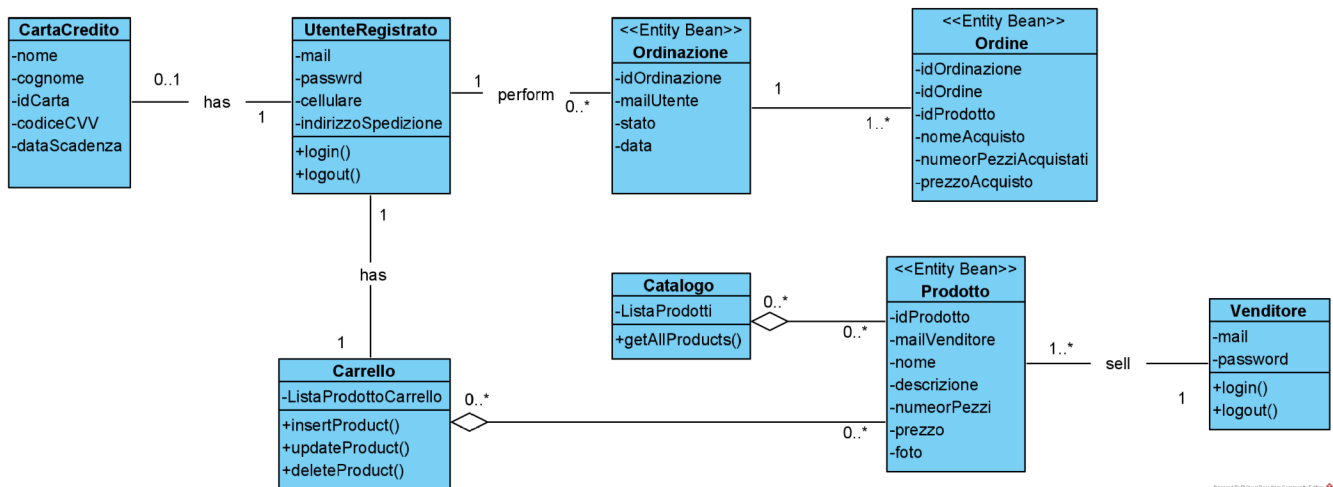 CartaCredito
-nome
-cognome
-idCarta
-codiceCVV
-dataScadenza
0..1
has
1
UtenteRegistrato
-mail
-passwrd
-cellulare
-indirizzoSpedizione
+login()
+logout()
1
perform
0..*
<<Entity Bean>>
Ordinazione
-idOrdinazione
-mailUtente
-stato
-data
1
1..*
<<Entity Bean>>
Ordine
-idOrdinazione
-idOrdine
-idProdotto
-nomeAcquisto
-numeorPezziAcquistati
-prezzoAcquisto
1
has
1
Carrello
-ListaProdottoCarrello
+insertProduct()
+updateProduct()
+deleteProduct()
0..*
0..*
Catalogo
-ListaProdotti
+getAllProducts()
0..*
0..*
<<Entity Bean>>
Prodotto
-idProdotto
-mailVenditore
-nome
-descrizione
-numeorPezzi
-prezzo
-foto
1..*
sell
1
Venditore
-mail
-password
+login()
+logout()